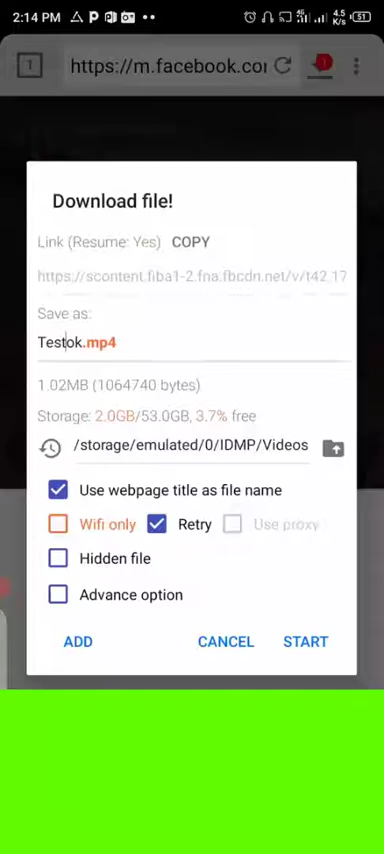 2:14 PM
4G
4.5
K/s
51
1
https://m.facebook.co
1
Download file!
Link (Resume: Yes) COPY
https://scontent.fiba1-2.fna.fbcdn.net/v/t42.17
Save as:
Testok.mp4
1.02MB (1064740 bytes)
Storage: 2.0GB/53.0GB, 3.7% free
/storage/emulated/0/IDMP/Videos
Use webpage title as file name
Wifi only Retry Use proxy
Hidden file
Advance option
ADD CANCEL START